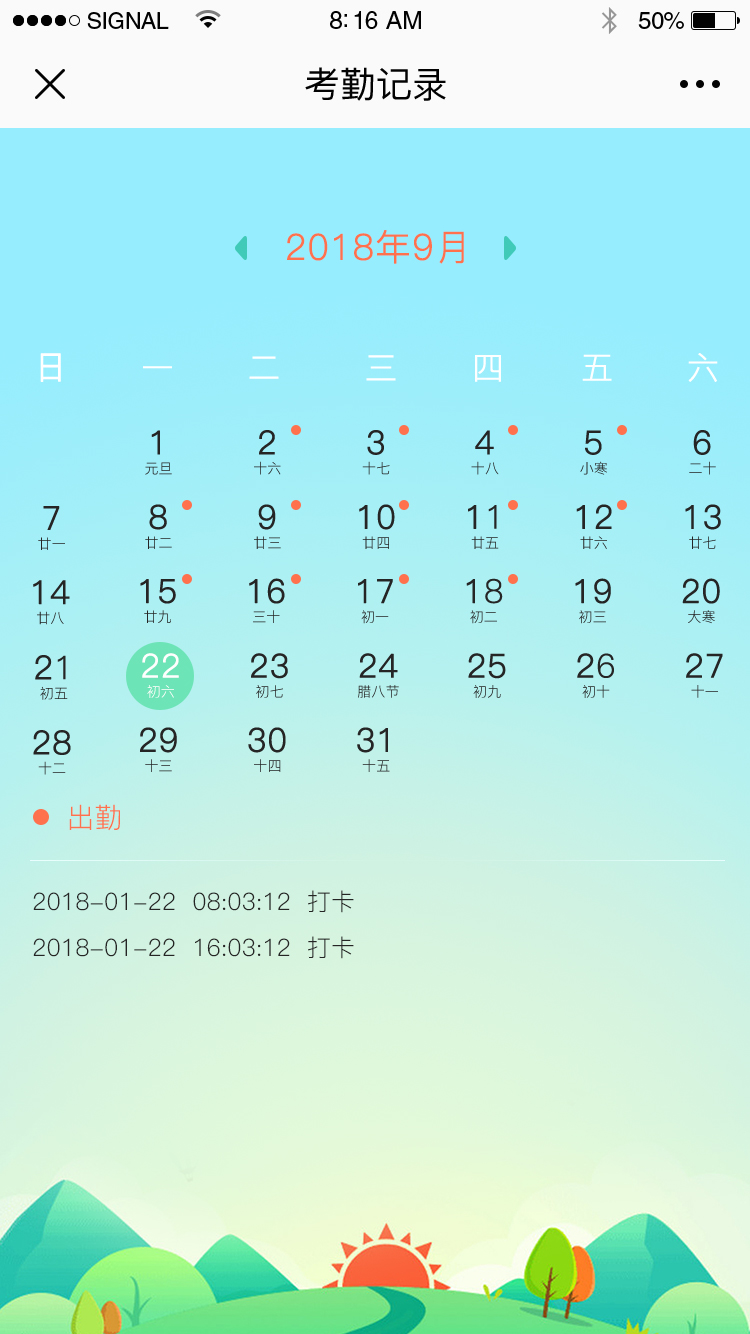 SIGNAL 8:16 AM 50%
考勤记录
2018年9月
日 一 二 三 四 五 六
1 2 3 4 5 6
元旦 十六 十七 十八 小寒 二十
7 8 9 10 11 12 13
廿一 廿二 廿三 廿四 廿五 廿六 廿七
14 15 16 17 18 19 20
廿八 廿九 三十 初一 初二 初三 大寒
21 22 23 24 25 26 27
初五 初六 初七 腊八节 初九 初十 十一
28 29 30 31
十二 十三 十四 十五
出勤
2018-01-22 08:03:12 打卡
2018-01-22 16:03:12 打卡